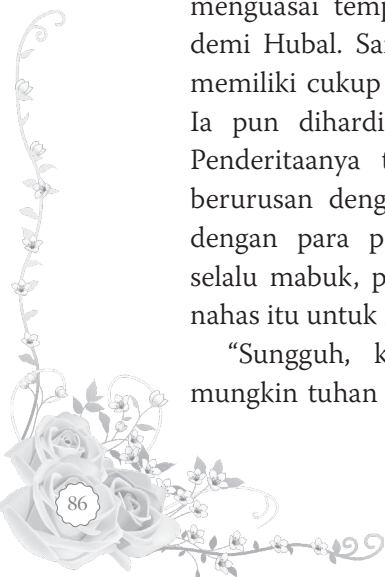 menguasai temp
demi Hubal. Sa
memiliki cukup
Ia pun dihardi
Penderitaanya t
berurusan deng
dengan para p
selalu mabuk, p
nahas itu untuk
“Sungguh, k
mungkin tuhan
86